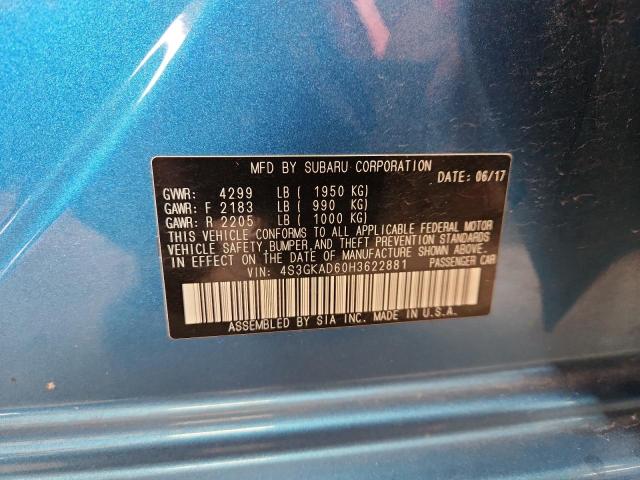 MFD BY SUBARU CORPORATION
DATE: 06/17
GVWR: 4299 LB ( 1950 KG)
GAWR: F 2183 LB ( 990 KG)
GAWR: R 2205 LB ( 1000 KG)
THIS VEHICLE CONFORMS TO ALL APPLICABLE FEDERAL MOTOR
VEHICLE SAFETY, BUMPER, AND THEFT PREVENTION STANDARDS
IN EFFECT ON THE DATE OF MANUFACTURE SHOWN ABOVE.
VIN: 4S3GKAD60H3622881 PASSENGER CAR
ASSEMBLED BY SIA INC. MADE IN U.S.A.